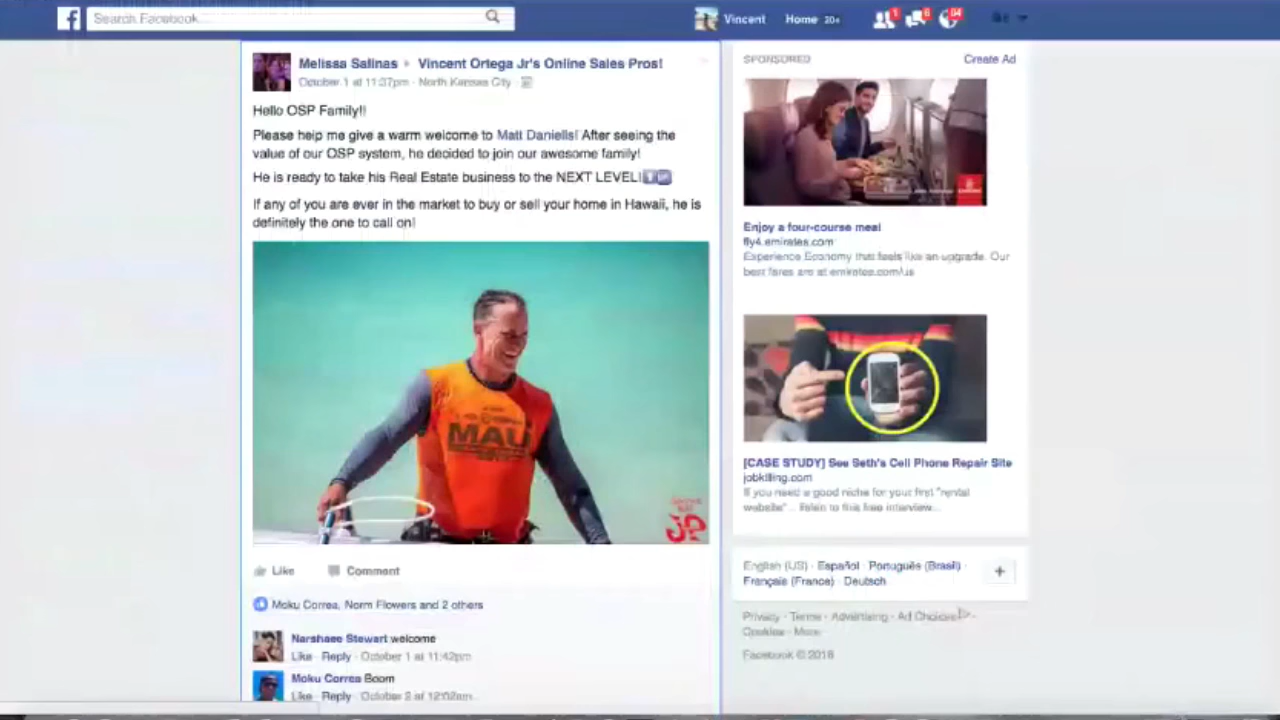 Search Facebook...
Vincent
Home 20+
1
6
94
Melissa Salinas ▸ Vincent Ortega Jr's Online Sales Pros!
October 1 at 11:37pm · North Kansas City ·
Hello OSP Family!!
Please help me give a warm welcome to Matt Daniells! After seeing the
value of our OSP system, he decided to join our awesome family!
He is ready to take his Real Estate business to the NEXT LEVEL!
If any of you are ever in the market to buy or sell your home in Hawaii, he is
definitely the one to call on!
MAU
JP
Like
Comment
Moku Correa, Norm Flowers and 2 others
Narshaee Stewart welcome
Like · Reply · October 1 at 11:42pm
Moku Correa Boom
Like · Reply · October 2 at 12:02am
SPONSORED
Create Ad
Emirates
Enjoy a four-course meal
fly4.emirates.com
Experience Economy that feels like an upgrade. Our
best fares are at emirates.com/us
[CASE STUDY] See Seth's Cell Phone Repair Site
jobkilling.com
If you need a good niche for your first "rental
website"... listen to this free interview...
English (US) · Español · Português (Brasil) ·
Français (France) · Deutsch
+
Privacy · Terms · Advertising · Ad Choices ·
Cookies · More
Facebook © 2016